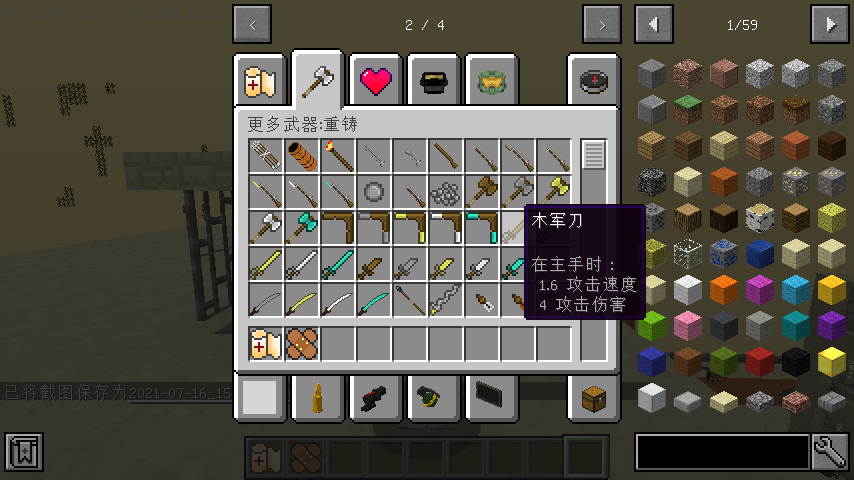 < 2 / 4 > 1/59
更多武器:重铸
木军刀
在主手时：
1.6 攻击速度
4 攻击伤害
已将截图保存为2021-07-16_15